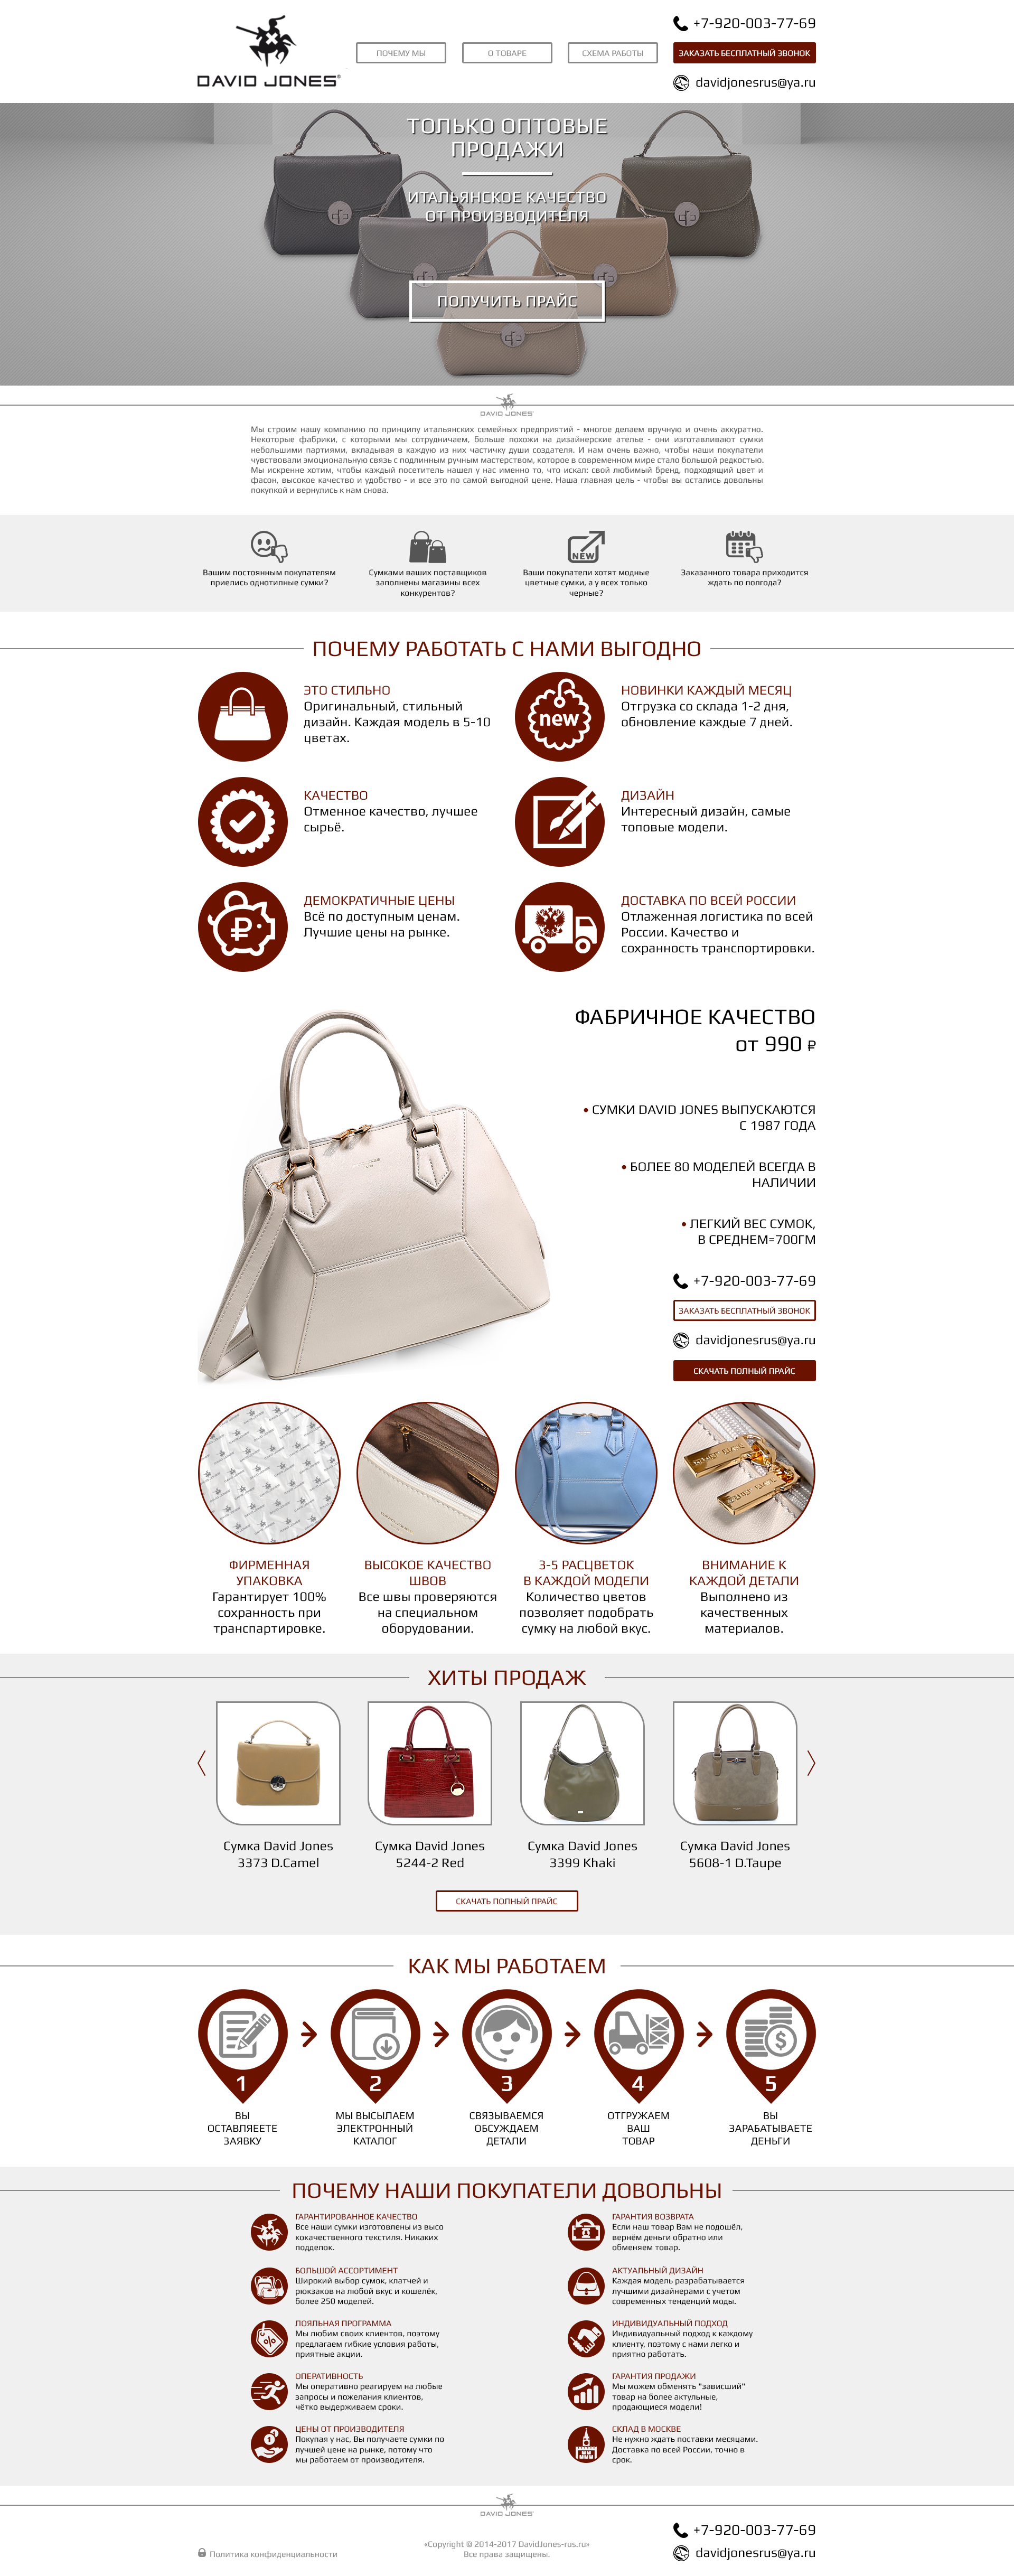 DAVID JONES®
ПОЧЕМУ МЫ
О ТОВАРЕ
СХЕМА РАБОТЫ
+7-920-003-77-69
ЗАКАЗАТЬ БЕСПЛАТНЫЙ ЗВОНОК
davidjonesrus@ya.ru
ТОЛЬКО ОПТОВЫЕ
ПРОДАЖИ
ИТАЛЬЯНСКОЕ КАЧЕСТВО
ОТ ПРОИЗВОДИТЕЛЯ
ПОЛУЧИТЬ ПРАЙС
DAVID JONES
Мы строим нашу компанию по принципу итальянских семейных предприятий - многое делаем вручную и очень аккуратно.
Некоторые фабрики, с которыми мы сотрудничаем, больше похожи на дизайнерские ателье - они изготавливают сумки
небольшими партиями, вкладывая в каждую из них частичку души создателя. И нам очень важно, чтобы наши покупатели
чувствовали эмоциональную связь с подлинным ручным мастерством, которое в современном мире стало большой редкостью.
Мы искренне хотим, чтобы каждый посетитель нашел у нас именно то, что искал: свой любимый бренд, подходящий цвет и
фасон, высокое качество и удобство - и все это по самой выгодной цене. Наша главная цель - чтобы вы остались довольны
покупкой и вернулись к нам снова.
NEW
Вашим постоянным покупателям
приелись однотипные сумки?
Сумками ваших поставщиков
заполнены магазины всех
конкурентов?
Ваши покупатели хотят модные
цветные сумки, а у всех только
черные?
Заказанного товара приходится
ждать по полгода?
ПОЧЕМУ РАБОТАТЬ С НАМИ ВЫГОДНО
ЭТО СТИЛЬНО
Оригинальный, стильный
дизайн. Каждая модель в 5-10
цветах.
new
НОВИНКИ КАЖДЫЙ МЕСЯЦ
Отгрузка со склада 1-2 дня,
обновление каждые 7 дней.
КАЧЕСТВО
Отменное качество, лучшее
сырьё.
ДИЗАЙН
Интересный дизайн, самые
топовые модели.
₽
ДЕМОКРАТИЧНЫЕ ЦЕНЫ
Всё по доступным ценам.
Лучшие цены на рынке.
ДОСТАВКА ПО ВСЕЙ РОССИИ
Отлаженная логистика по всей
России. Качество и
сохранность транспортировки.
ФАБРИЧНОЕ КАЧЕСТВО
от 990 ₽
• СУМКИ DAVID JONES ВЫПУСКАЮТСЯ
С 1987 ГОДА
• БОЛЕЕ 80 МОДЕЛЕЙ ВСЕГДА В
НАЛИЧИИ
• ЛЕГКИЙ ВЕС СУМОК,
В СРЕДНЕМ=700ГМ
+7-920-003-77-69
ЗАКАЗАТЬ БЕСПЛАТНЫЙ ЗВОНОК
davidjonesrus@ya.ru
СКАЧАТЬ ПОЛНЫЙ ПРАЙС
ФИРМЕННАЯ
УПАКОВКА
Гарантирует 100%
сохранность при
транспартировке.
ВЫСОКОЕ КАЧЕСТВО
ШВОВ
Все швы проверяются
на специальном
оборудовании.
3-5 РАСЦВЕТОК
В КАЖДОЙ МОДЕЛИ
Количество цветов
позволяет подобрать
сумку на любой вкус.
ВНИМАНИЕ К
КАЖДОЙ ДЕТАЛИ
Выполнено из
качественных
материалов.
ХИТЫ ПРОДАЖ
Сумка David Jones
3373 D.Camel
Сумка David Jones
5244-2 Red
Сумка David Jones
3399 Khaki
Сумка David Jones
5608-1 D.Taupe
СКАЧАТЬ ПОЛНЫЙ ПРАЙС
КАК МЫ РАБОТАЕМ
1
2
3
4
$
5
ВЫ
ОСТАВЛЯЕЕТЕ
ЗАЯВКУ
МЫ ВЫСЫЛАЕМ
ЭЛЕКТРОННЫЙ
КАТАЛОГ
СВЯЗЫВАЕМСЯ
ОБСУЖДАЕМ
ДЕТАЛИ
ОТГРУЖАЕМ
ВАШ
ТОВАР
ВЫ
ЗАРАБАТЫВАЕТЕ
ДЕНЬГИ
ПОЧЕМУ НАШИ ПОКУПАТЕЛИ ДОВОЛЬНЫ
ГАРАНТИРОВАННОЕ КАЧЕСТВО
Все наши сумки изготовлены из высо
кокачественного текстиля. Никаких
подделок.
ГАРАНТИЯ ВОЗВРАТА
Если наш товар Вам не подошёл,
вернём деньги обратно или
обменяем товар.
БОЛЬШОЙ АССОРТИМЕНТ
Широкий выбор сумок, клатчей и
рюкзаков на любой вкус и кошелёк,
более 250 моделей.
АКТУАЛЬНЫЙ ДИЗАЙН
Каждая модель разрабатывается
лучшими дизайнерами с учетом
современных тенденций моды.
%
ЛОЯЛЬНАЯ ПРОГРАММА
Мы любим своих клиентов, поэтому
предлагаем гибкие условия работы,
приятные акции.
ИНДИВИДУАЛЬНЫЙ ПОДХОД
Индивидуальный подход к каждому
клиенту, поэтому с нами легко и
приятно работать.
ОПЕРАТИВНОСТЬ
Мы оперативно реагируем на любые
запросы и пожелания клиентов,
чётко выдерживаем сроки.
ГАРАНТИЯ ПРОДАЖИ
Мы можем обменять "зависший"
товар на более актульные,
продающиеся модели!
ЦЕНЫ ОТ ПРОИЗВОДИТЕЛЯ
Покупая у нас, Вы получаете сумки по
лучшей цене на рынке, потому что
мы работаем от производителя.
СКЛАД В МОСКВЕ
Не нужно ждать поставки месяцами.
Доставка по всей России, точно в
срок.
DAVID JONES
Политика конфиденциальности
«Copyright © 2014-2017 DavidJones-rus.ru»
Все права защищены.
+7-920-003-77-69
davidjonesrus@ya.ru